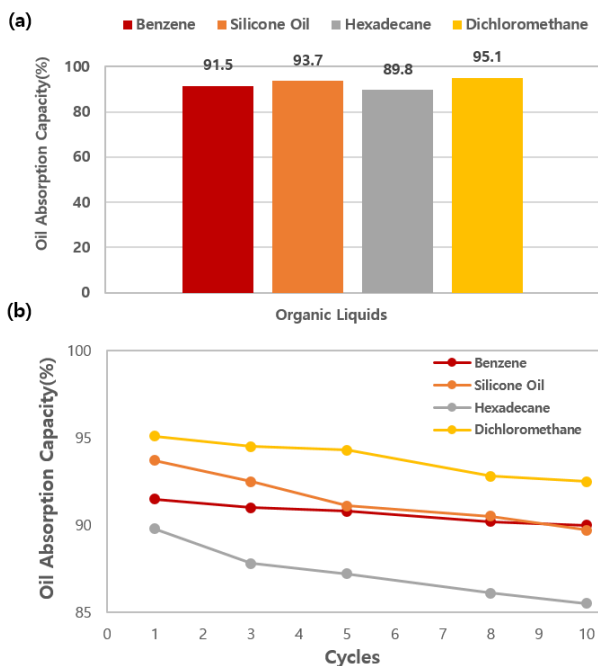 (a)
Benzene Silicone Oil Hexadecane Dichloromethane
Oil Absorption Capacity(%)
100
80
60
40
20
0
91.5 93.7 89.8 95.1
Organic Liquids
(b)
Oil Absorption Capacity(%)
100
95
90
85
Benzene
Silicone Oil
Hexadecane
Dichloromethane
0 1 2 3 4 5 6 7 8 9 10
Cycles